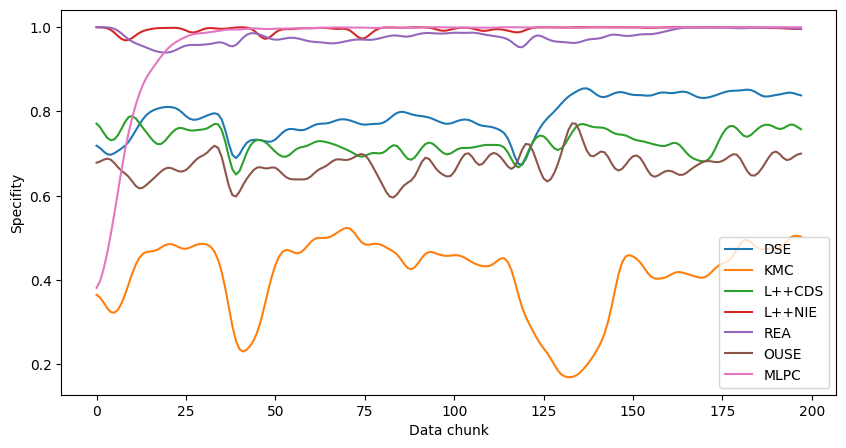 1.0
0.8
0.6
0.4
0.2
Specifity
0
25
50
75
100
125
150
175
200
Data chunk
DSE
KMC
L++CDS
L++NIE
REA
OUSE
MLPC